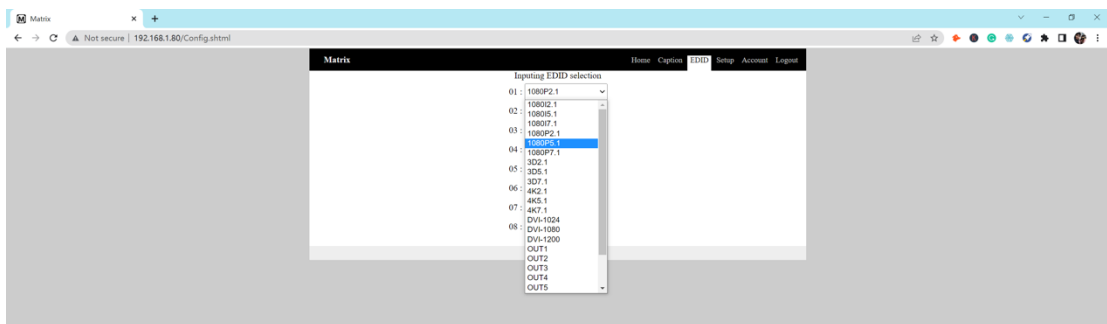 Matrix
Not secure | 192.168.1.80/Config.shtml
Matrix Home Caption EDID Setup Account Logout
Inputing EDID selection
01 : 1080P2.1
02 :
03 :
04 :
05 :
06 :
07 :
08 :
1080I2.1
1080I5.1
1080I7.1
1080P2.1
1080P5.1
1080P7.1
3D2.1
3D5.1
3D7.1
4K2.1
4K5.1
4K7.1
DVI-1024
DVI-1080
DVI-1200
OUT1
OUT2
OUT3
OUT4
OUT5